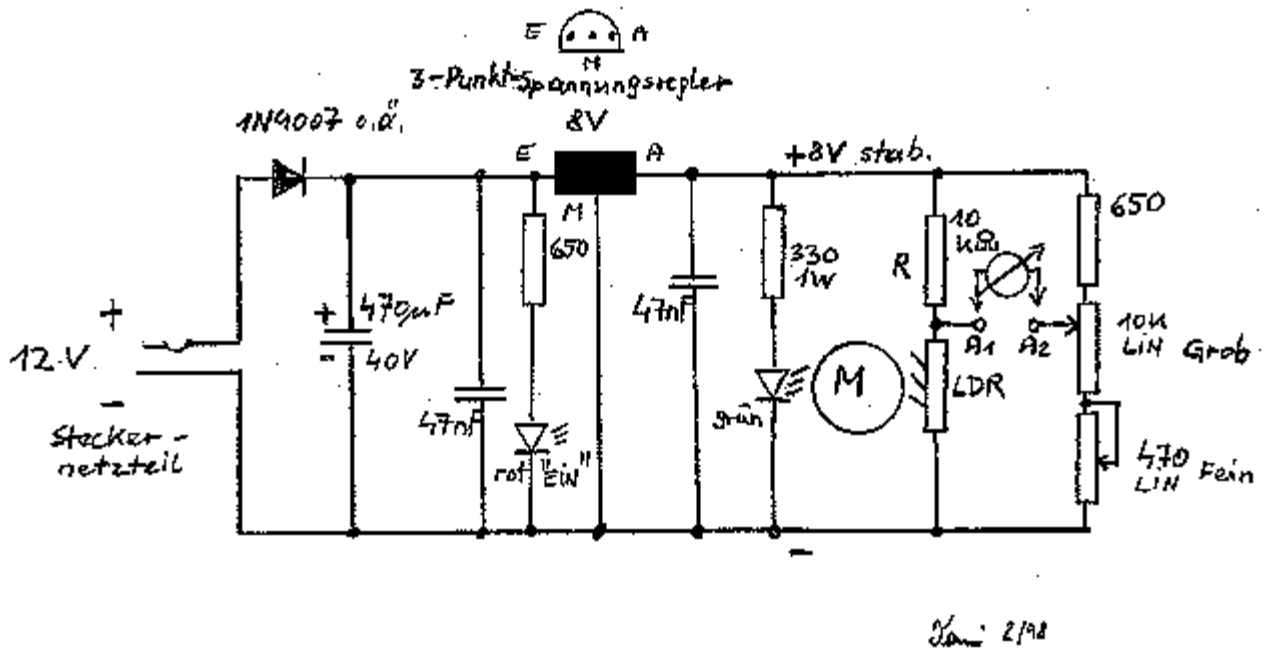 E A
M
3-Punkt-Spannungsregler
8V
1N4007 o.ä.
E A
M
+8V stab.
650
650
10
kΩ
R
330
1W
47nF
+
470µF
-
40V
+
12 V
-
Stecker-
netzteil
47nF
rot "EIN"
grün
M
A1 A2
LDR
10K
LIN Grob
470
LIN Fein
-
2/98